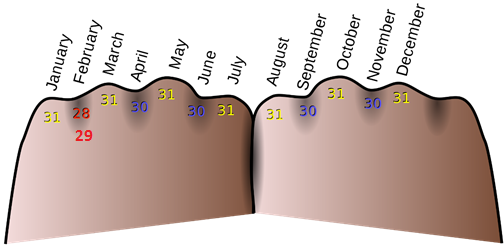 January
February
March
April
May
June
July
August
September
October
November
December
31
28
29
31
30
31
30
31
31
30
31
30
31